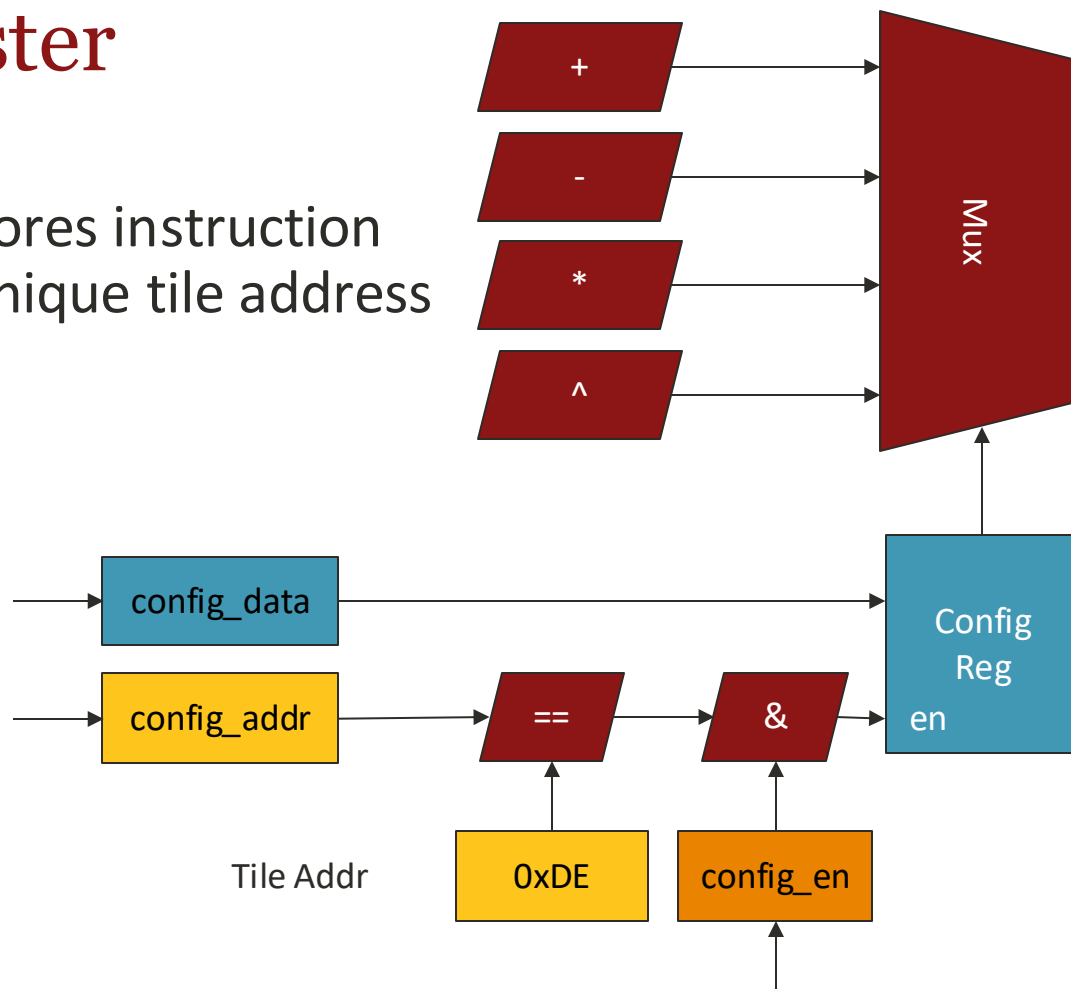 ster
ores instruction
nique tile address
+
-
*
^
Mux
config_data
Config
Reg
config_addr
==
&
en
Tile Addr
0xDE
config_en